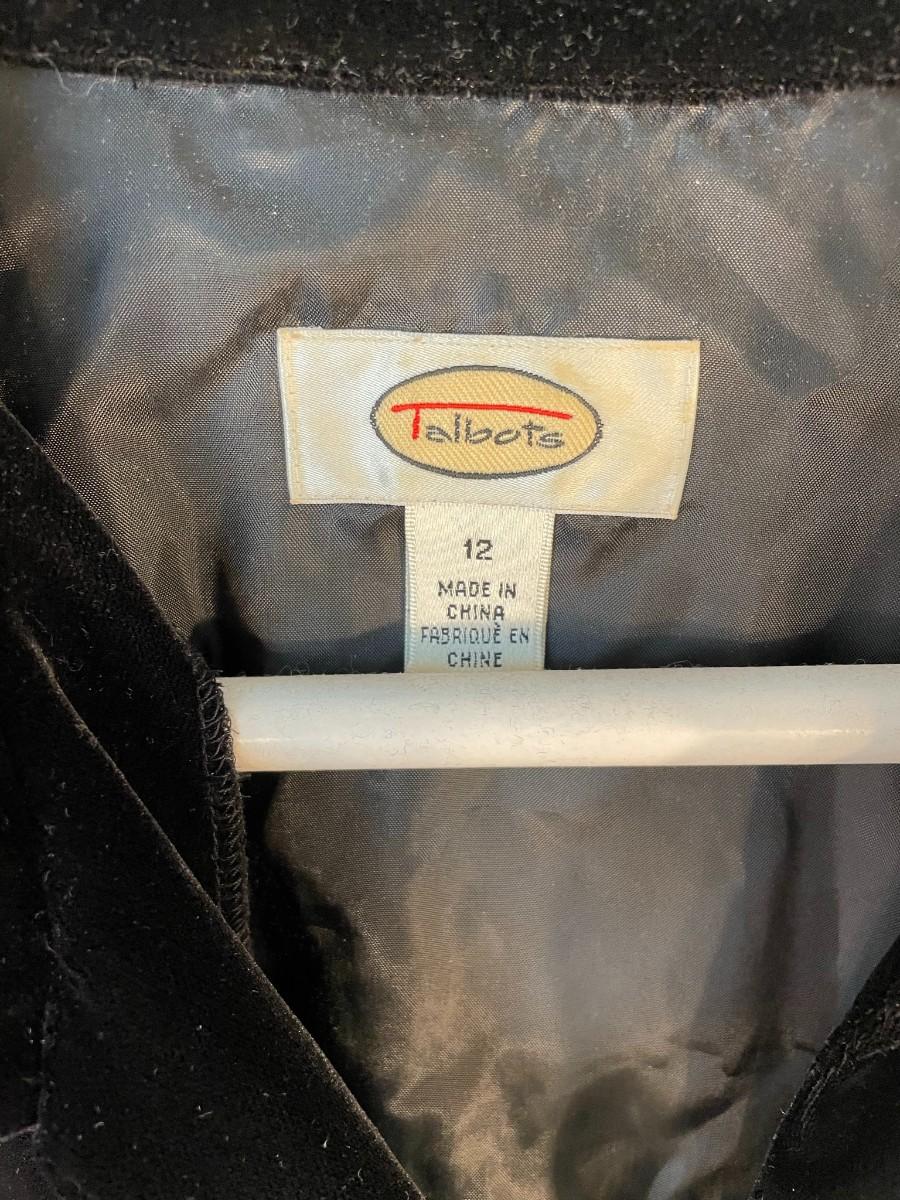 Talbots
12
MADE IN
CHINA
FABRIQUÈ EN
CHINE